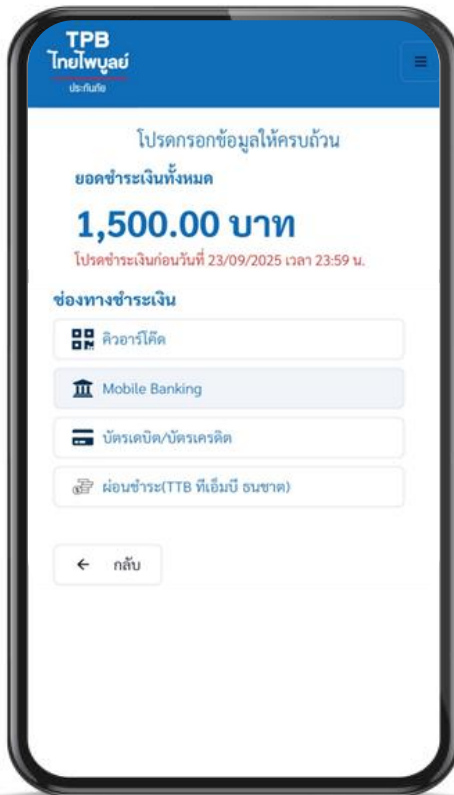 TPB
ไทยไพบูลย์
ประกันภัย
โปรดกรอกข้อมูลให้ครบถ้วน
ยอดชำระเงินทั้งหมด
1,500.00 บาท
โปรดชำระเงินก่อนวันที่ 23/09/2025 เวลา 23:59 น.
ช่องทางชำระเงิน
คิวอาร์โค๊ด
Mobile Banking
บัตรเดบิต/บัตรเครดิต
ผ่อนชำระ(TTB ทีเอ็มบี ธนชาต)
← กลับ